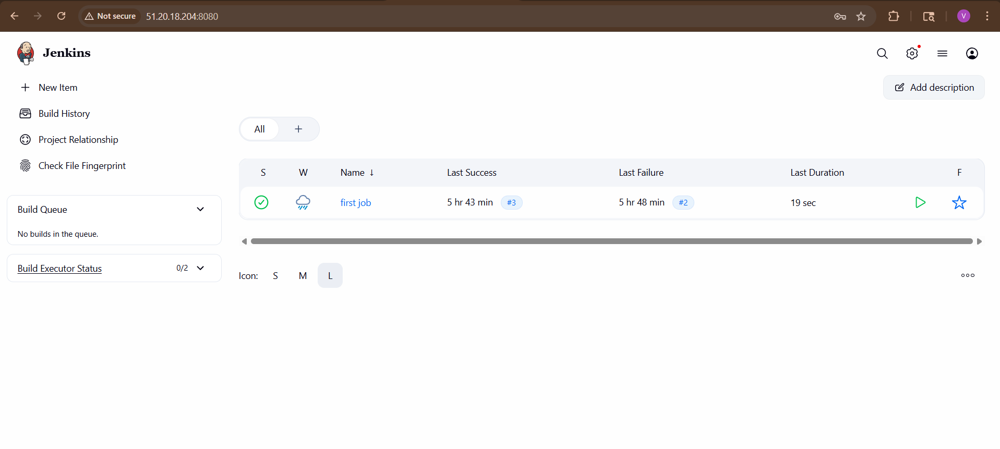 Not secure 51.20.18.204:8080 V
Jenkins
New Item
Add description
Build History
All +
Project Relationship
Check File Fingerprint
S W Name ↓ Last Success Last Failure Last Duration F
first job 5 hr 43 min #3 5 hr 48 min #2 19 sec
Build Queue
No builds in the queue.
Build Executor Status 0/2
Icon: S M L